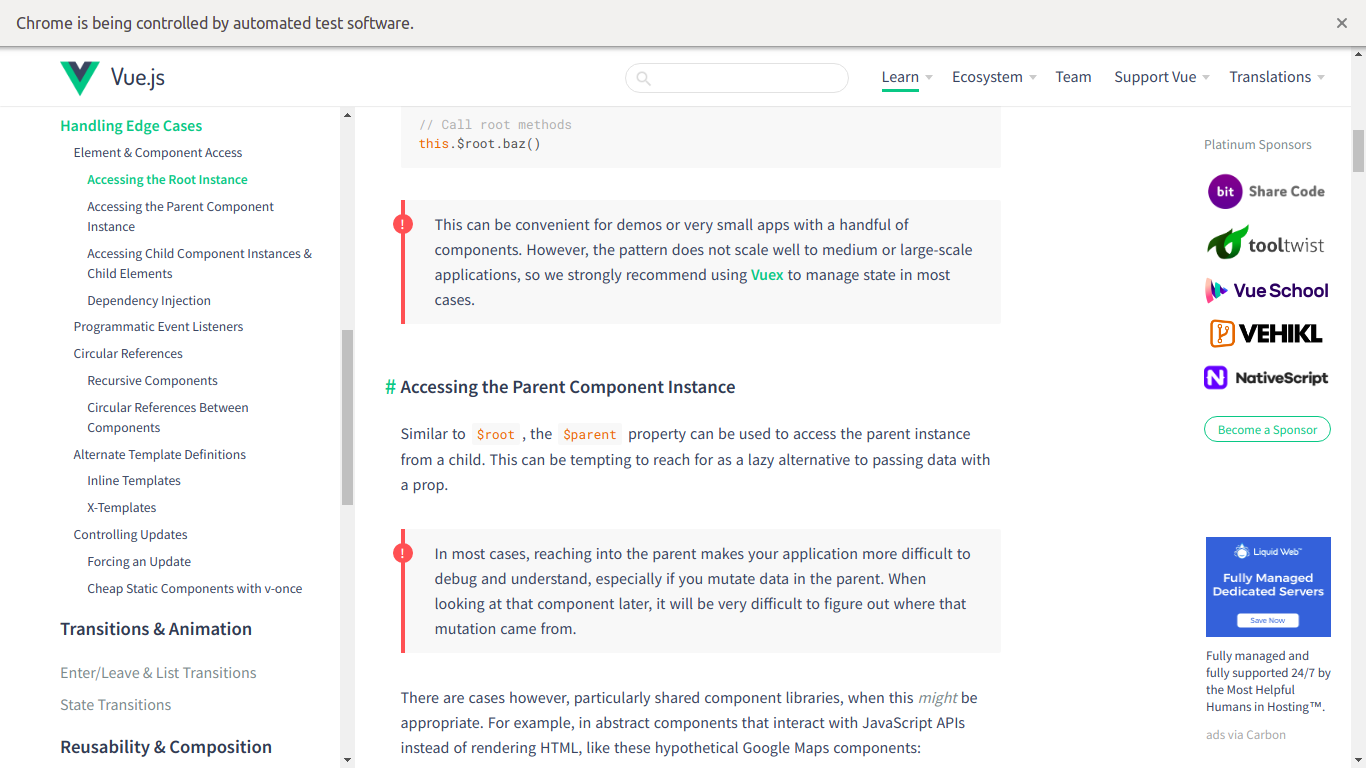 Chrome is being controlled by automated test software.
Vue.js
Learn
Ecosystem
Team
Support Vue
Translations
Handling Edge Cases
Element & Component Access
Accessing the Root Instance
Accessing the Parent Component
Instance
Accessing Child Component Instances &
Child Elements
Dependency Injection
Programmatic Event Listeners
Circular References
Recursive Components
Circular References Between
Components
Alternate Template Definitions
Inline Templates
X-Templates
Controlling Updates
Forcing an Update
Cheap Static Components with v-once
Transitions & Animation
Enter/Leave & List Transitions
State Transitions
Reusability & Composition
// Call root methods
this.$root.baz()
!
This can be convenient for demos or very small apps with a handful of
components. However, the pattern does not scale well to medium or large-scale
applications, so we strongly recommend using Vuex to manage state in most
cases.
# Accessing the Parent Component Instance
Similar to $root , the $parent property can be used to access the parent instance
from a child. This can be tempting to reach for as a lazy alternative to passing data with
a prop.
!
In most cases, reaching into the parent makes your application more difficult to
debug and understand, especially if you mutate data in the parent. When
looking at that component later, it will be very difficult to figure out where that
mutation came from.
There are cases however, particularly shared component libraries, when this might be
appropriate. For example, in abstract components that interact with JavaScript APIs
instead of rendering HTML, like these hypothetical Google Maps components:
Platinum Sponsors
bit Share Code
tooltwist
Vue School
VEHIKL
N NativeScript
Become a Sponsor
Liquid Web™
Fully Managed
Dedicated Servers
Save Now
Fully managed and
fully supported 24/7 by
the Most Helpful
Humans in Hosting™.
ads via Carbon